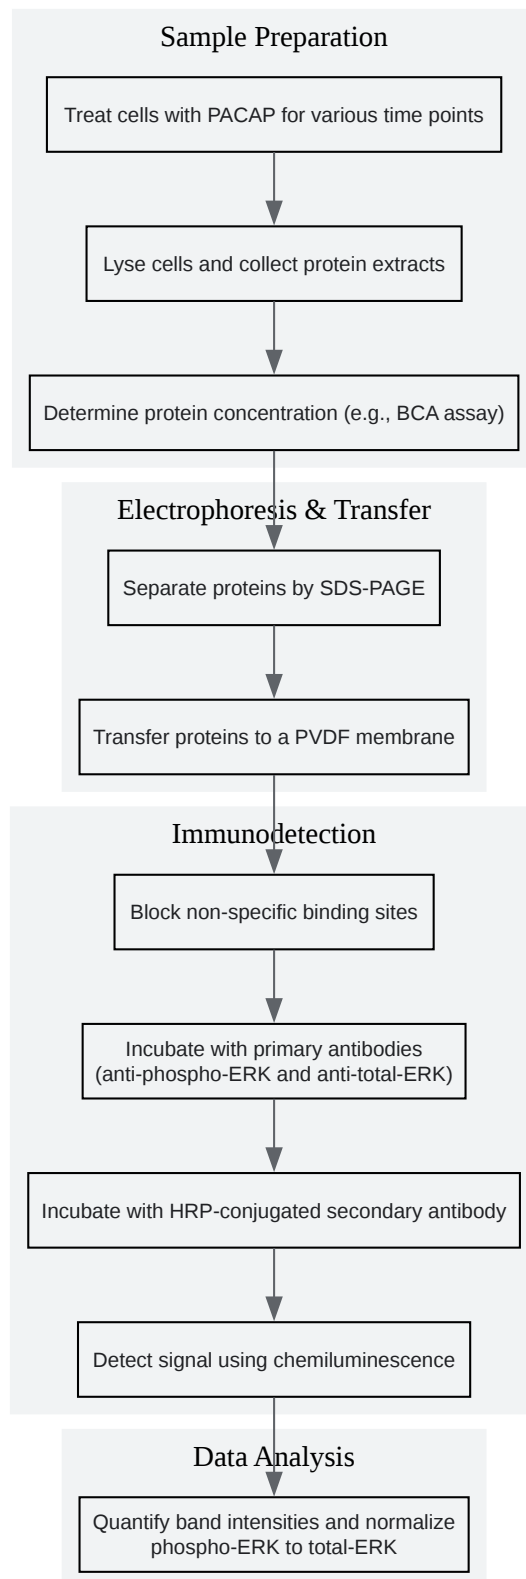 Sample Preparation
Treat cells with PACAP for various time points
Lyse cells and collect protein extracts
Determine protein concentration (e.g., BCA assay)
Electrophoresis & Transfer
Separate proteins by SDS-PAGE
Transfer proteins to a PVDF membrane
Immunodetection
Block non-specific binding sites
Incubate with primary antibodies
(anti-phospho-ERK and anti-total-ERK)
Incubate with HRP-conjugated secondary antibody
Detect signal using chemiluminescence
Data Analysis
Quantify band intensities and normalize
phospho-ERK to total-ERK